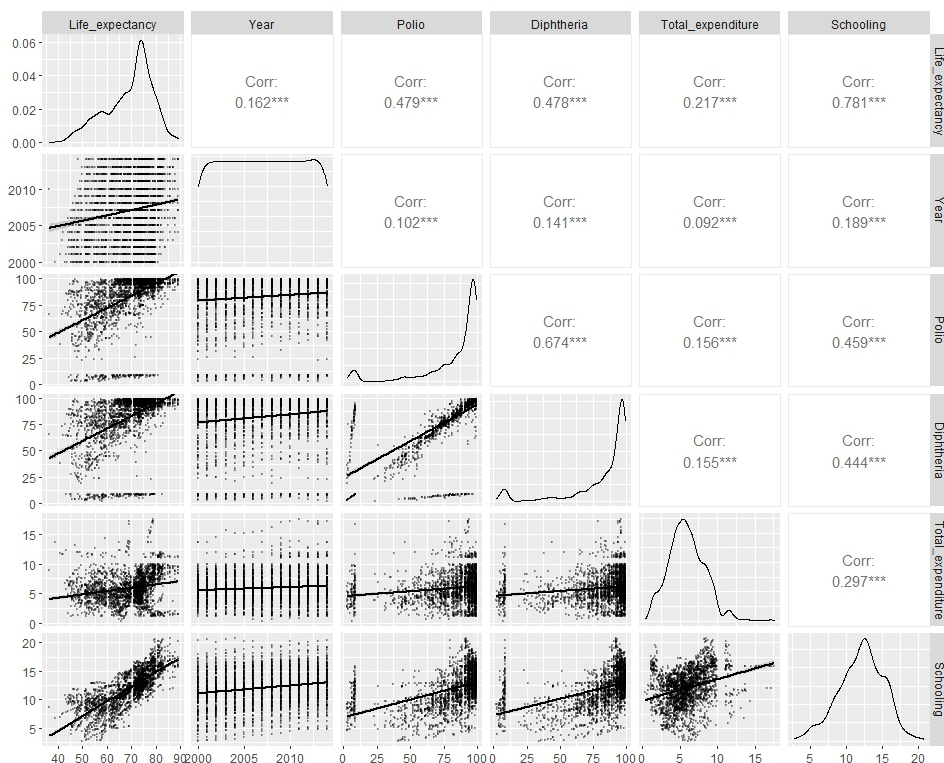 Life_expectancy Year Polio Diphtheria Total_expenditure Schooling
0.06
0.04
0.02
0.00
Corr:
0.162***
Corr:
0.479***
Corr:
0.478***
Corr:
0.217***
Corr:
0.781***
Life_expectancy
2010
2005
2000
Corr:
0.102***
Corr:
0.141***
Corr:
0.092***
Corr:
0.189***
Year
100
75
50
25
0
Corr:
0.674***
Corr:
0.156***
Corr:
0.459***
Polio
100
75
50
25
0
Corr:
0.155***
Corr:
0.444***
Diphtheria
15
10
5
0
Corr:
0.297***
Total_expenditure
20
15
10
5
Schooling
40 50 60 70 80 90
2000 2005 2010
0 25 50 75 100
0 25 50 75 100
0 5 10 15
5 10 15 20